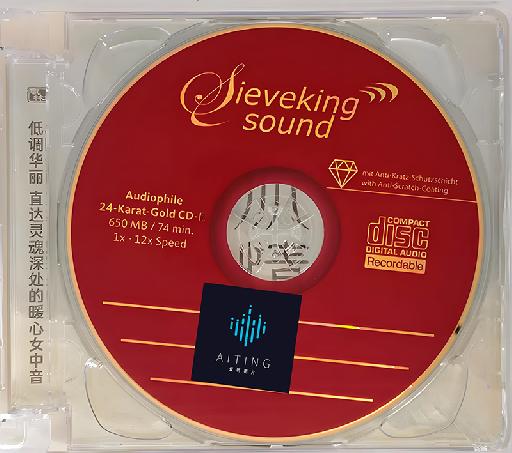 低调华丽 直达灵魂深处的暖心女中音
Sieveking
sound
mit Anti-Kratz-Schutzschicht
with Anti-Scratch-Coating
Audiophile
24-Karat-Gold CD-
650 MB / 74 min.
1x - 12x Speed
COMPACT
disc
DIGITAL AUDIO
Recordable
AITING